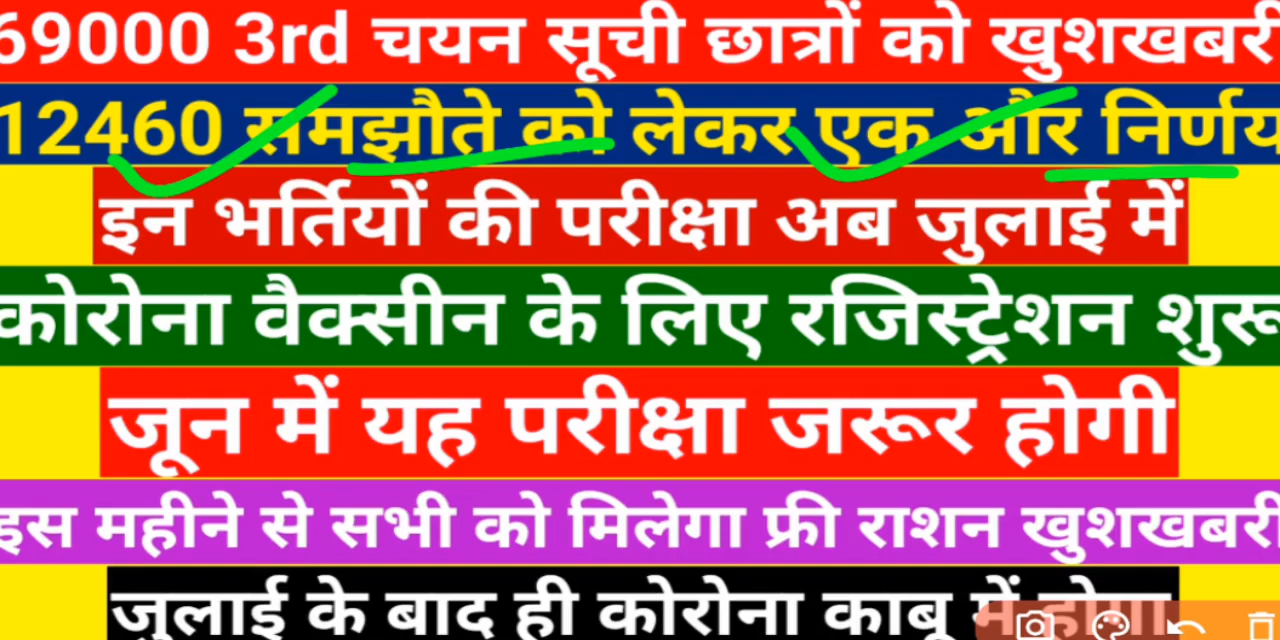 69000 3rd चयन सूची छात्रों को खुशखबरी
12460 समझौते को लेकर एक और निर्णय
इन भर्तियों की परीक्षा अब जुलाई में
कोरोना वैक्सीन के लिए रजिस्ट्रेशन शुरू
जून में यह परीक्षा जरूर होगी
इस महीने से सभी को मिलेगा फ्री राशन खुशखबरी
जुलाई के बाद ही कोरोना काबू में होगा